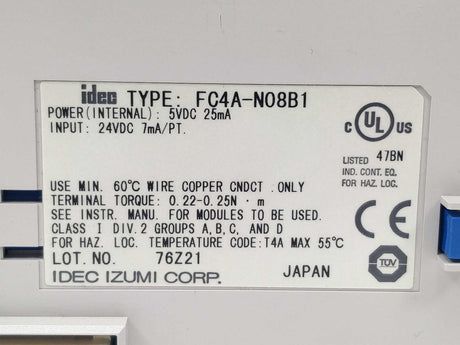 idec TYPE: FC4A-N08B1
POWER(INTERNAL): 5VDC 25mA
INPUT: 24VDC 7mA/PT.
C UL US
LISTED 47BN
IND. CONT. EQ.
FOR HAZ. LOC.
USE MIN. 60℃ WIRE COPPER CNDCT .ONLY
TERMINAL TORQUE: 0.22-0.25N · m
SEE INSTR. MANU. FOR MODULES TO BE USED.
CLASS I DIV.2 GROUPS A,B,C, AND D
FOR HAZ. LOC. TEMPERATURE CODE:T4A MAX 55℃
CE
LOT.NO. 76Z21
TÜV
IDEC IZUMI CORP. JAPAN